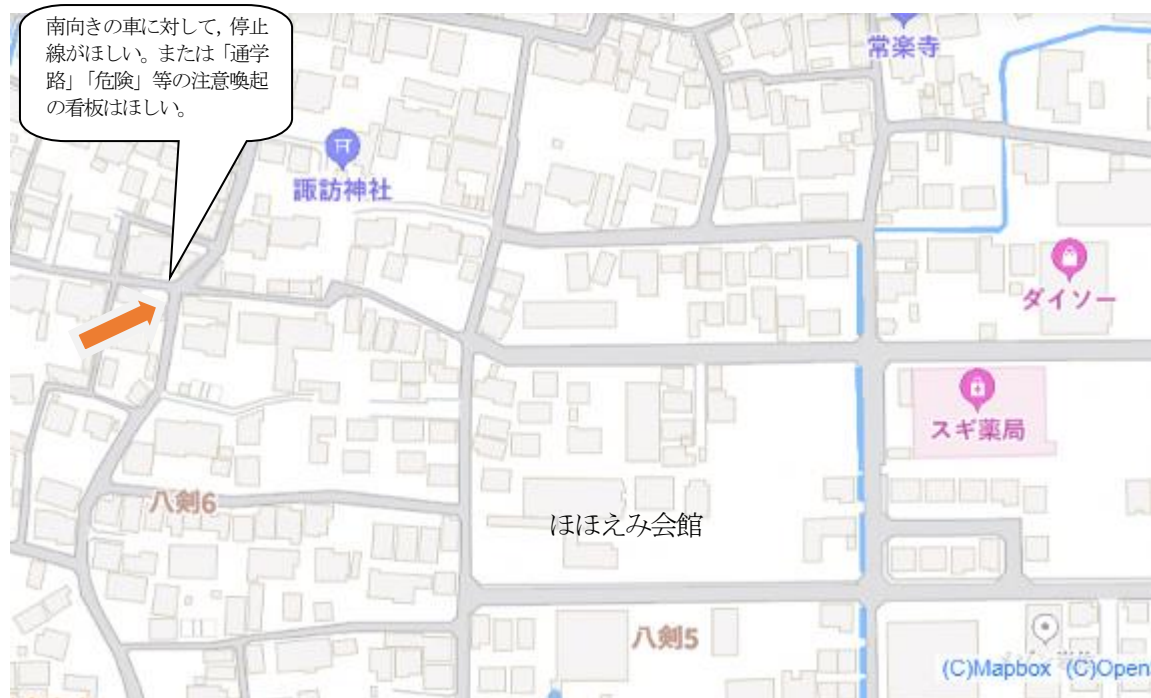 南向きの車に対して，停止
線がほしい。または「通学
路」「危険」等の注意喚起
の看板はほしい。
常楽寺
諏訪神社
ダイソー
スギ薬局
八剣6
ほほえみ会館
八剣5
(C)Mapbox (C)Open